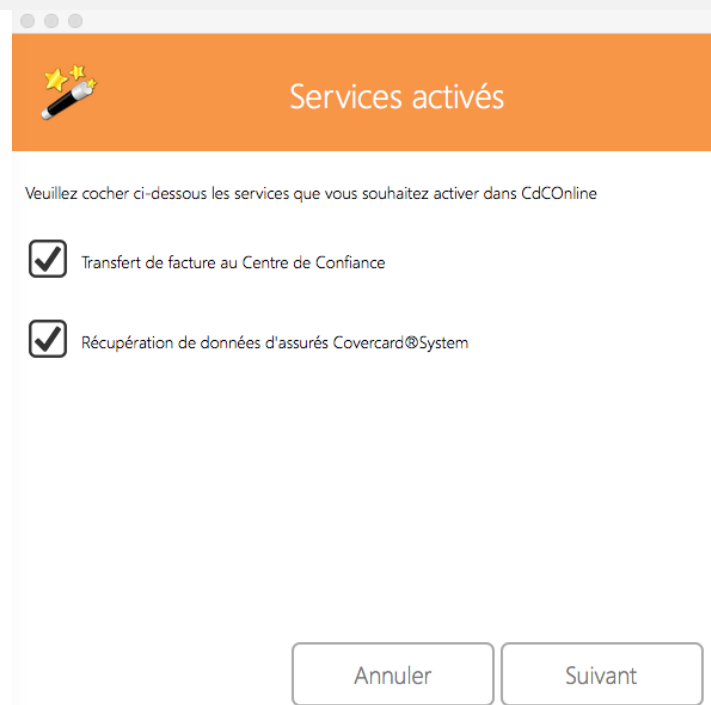 Services activés
Veuillez cocher ci-dessous les services que vous souhaitez activer dans CdCOnline
Transfert de facture au Centre de Confiance
Récupération de données d'assurés Covercard®System
Annuler
Suivant